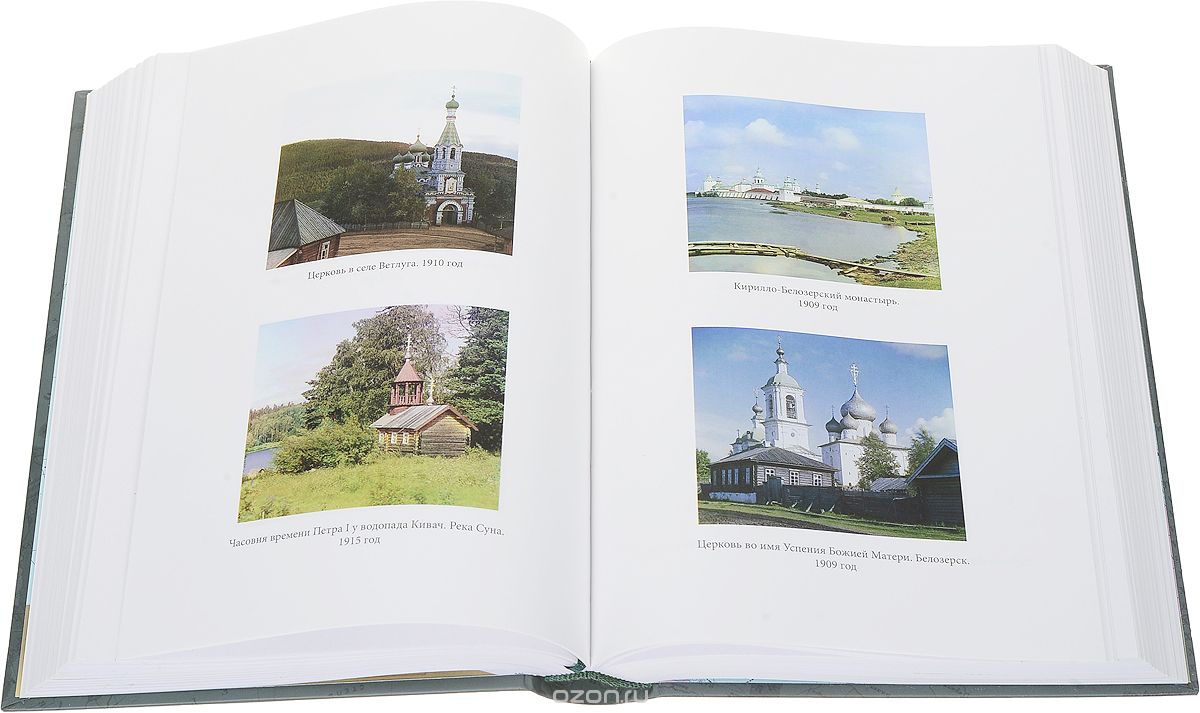 Церковь в селе Ветлуга. 1910 год
Часовня времени Петра I у водопада Кивач. Река Суна.
1915 год
Кирилло-Белозерский монастырь.
1909 год
Церковь во имя Успения Божией Матери. Белозерск.
1909 год
ozon.ru